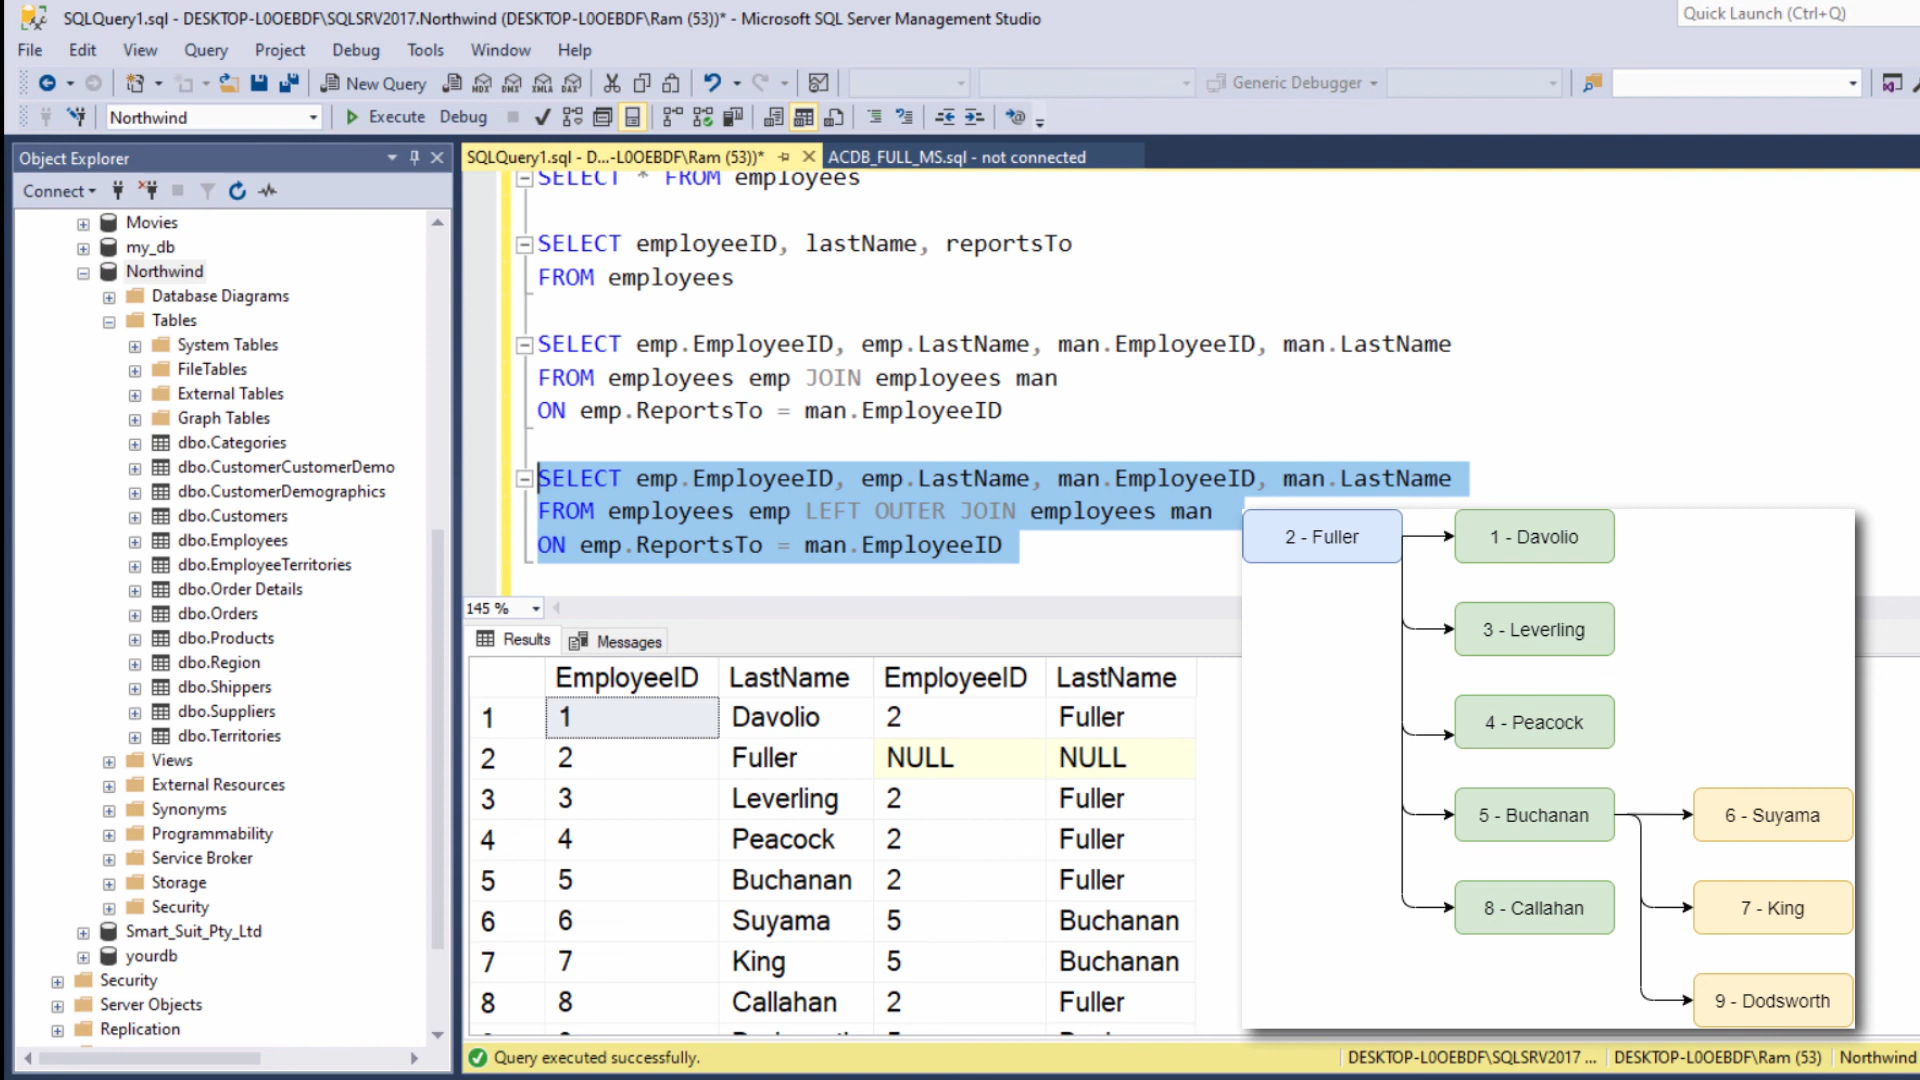 SQLQuery1.sql - DESKTOP-L0OEBDF\SQLSRV2017.Northwind (DESKTOP-L0OEBDF\Ram (53))* - Microsoft SQL Server Management Studio
Quick Launch (Ctrl+Q)
File Edit View Query Project Debug Tools Window Help
New Query
MDX DMX XMLA DAX
Generic Debugger
Northwind
Execute Debug
Object Explorer
SQLQuery1.sql - D...-L0OEBDF\Ram (53))*
ACDB_FULL_MS.sql - not connected
Connect
Movies
my_db
Northwind
Database Diagrams
Tables
System Tables
FileTables
External Tables
Graph Tables
dbo.Categories
dbo.CustomerCustomerDemo
dbo.CustomerDemographics
dbo.Customers
dbo.Employees
dbo.EmployeeTerritories
dbo.Order Details
dbo.Orders
dbo.Products
dbo.Region
dbo.Shippers
dbo.Suppliers
dbo.Territories
Views
External Resources
Synonyms
Programmability
Service Broker
Storage
Security
Smart_Suit_Pty_Ltd
yourdb
Security
Server Objects
Replication
SELECT * FROM employees
SELECT employeeID, lastName, reportsTo
FROM employees
SELECT emp.EmployeeID, emp.LastName, man.EmployeeID, man.LastName
FROM employees emp JOIN employees man
ON emp.ReportsTo = man.EmployeeID
SELECT emp.EmployeeID, emp.LastName, man.EmployeeID, man.LastName
FROM employees emp LEFT OUTER JOIN employees man
ON emp.ReportsTo = man.EmployeeID
145 %
Results Messages
EmployeeID LastName EmployeeID LastName
1 1 Davolio 2 Fuller
2 2 Fuller NULL NULL
3 3 Leverling 2 Fuller
4 4 Peacock 2 Fuller
5 5 Buchanan 2 Fuller
6 6 Suyama 5 Buchanan
7 7 King 5 Buchanan
8 8 Callahan 2 Fuller
2 - Fuller
1 - Davolio
3 - Leverling
4 - Peacock
5 - Buchanan
6 - Suyama
8 - Callahan
7 - King
9 - Dodsworth
Query executed successfully.
DESKTOP-L0OEBDF\SQLSRV2017 ...
DESKTOP-L0OEBDF\Ram (53)
Northwind